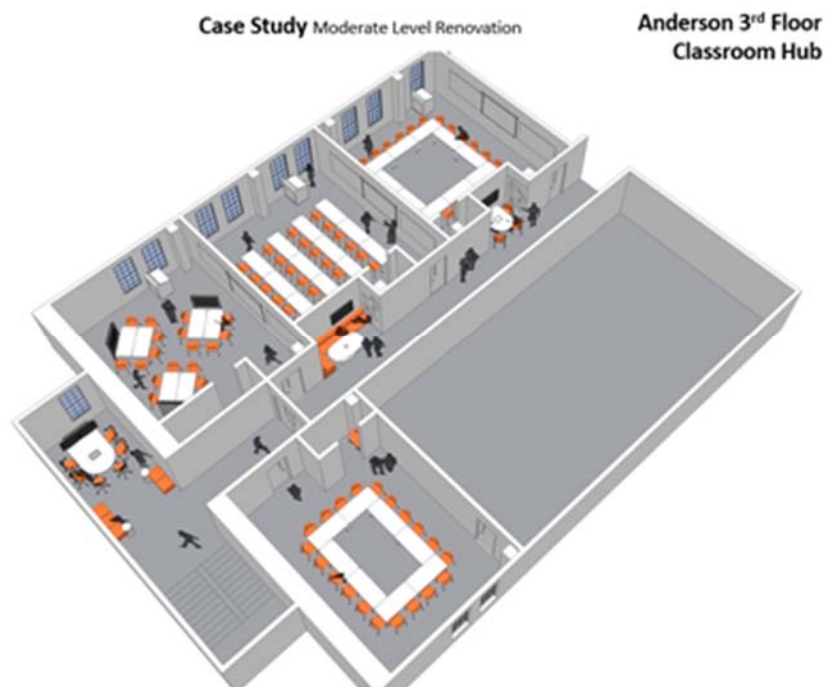 Case Study Moderate Level Renovation
Anderson 3rd Floor
Classroom Hub